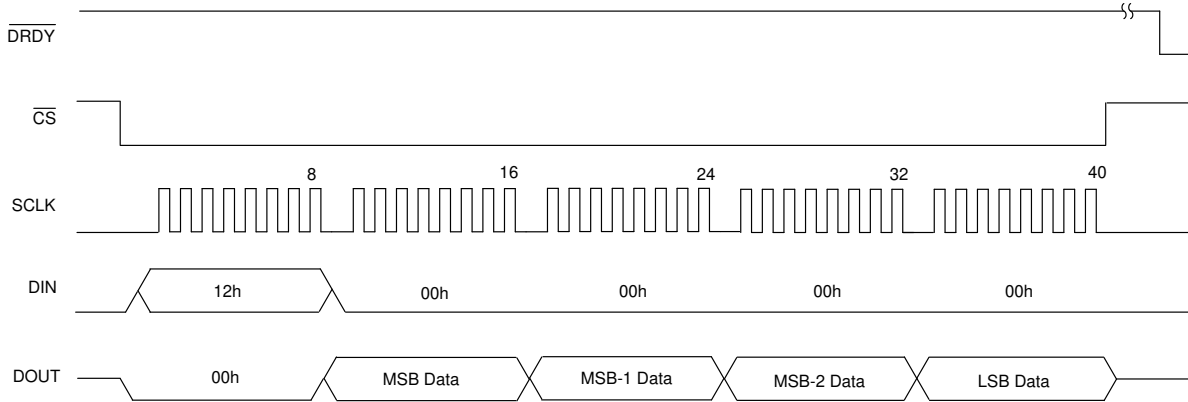 DRDY
CS
8 16 24 32 40
SCLK
DIN 12h 00h 00h 00h 00h
DOUT 00h MSB Data MSB-1 Data MSB-2 Data LSB Data